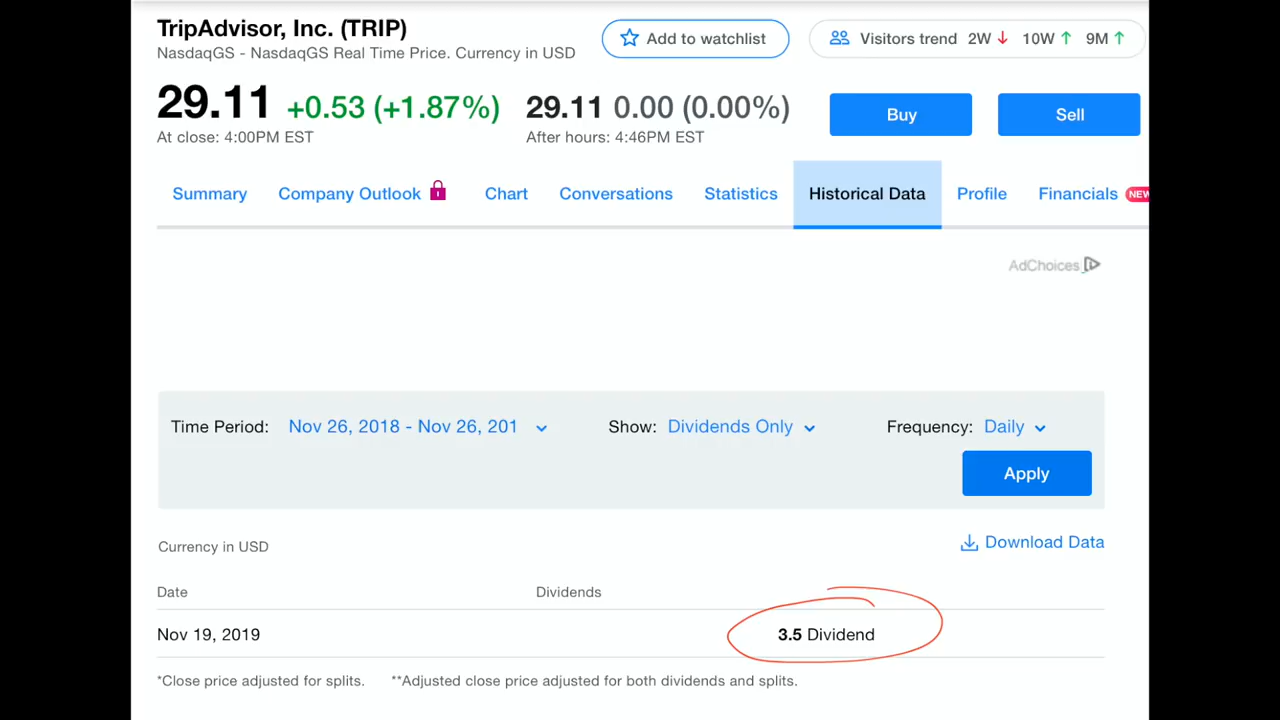 TripAdvisor, Inc. (TRIP)
NasdaqGS - NasdaqGS Real Time Price. Currency in USD
Add to watchlist
Visitors trend 2W ↓ 10W ↑ 9M ↑
29.11 +0.53 (+1.87%)
At close: 4:00PM EST
29.11 0.00 (0.00%)
After hours: 4:46PM EST
Buy
Sell
Summary Company Outlook Chart Conversations Statistics Historical Data Profile Financials NEW
AdChoices
Time Period: Nov 26, 2018 - Nov 26, 201 Show: Dividends Only Frequency: Daily
Apply
Currency in USD
Download Data
Date Dividends
Nov 19, 2019 3.5 Dividend
*Close price adjusted for splits. **Adjusted close price adjusted for both dividends and splits.